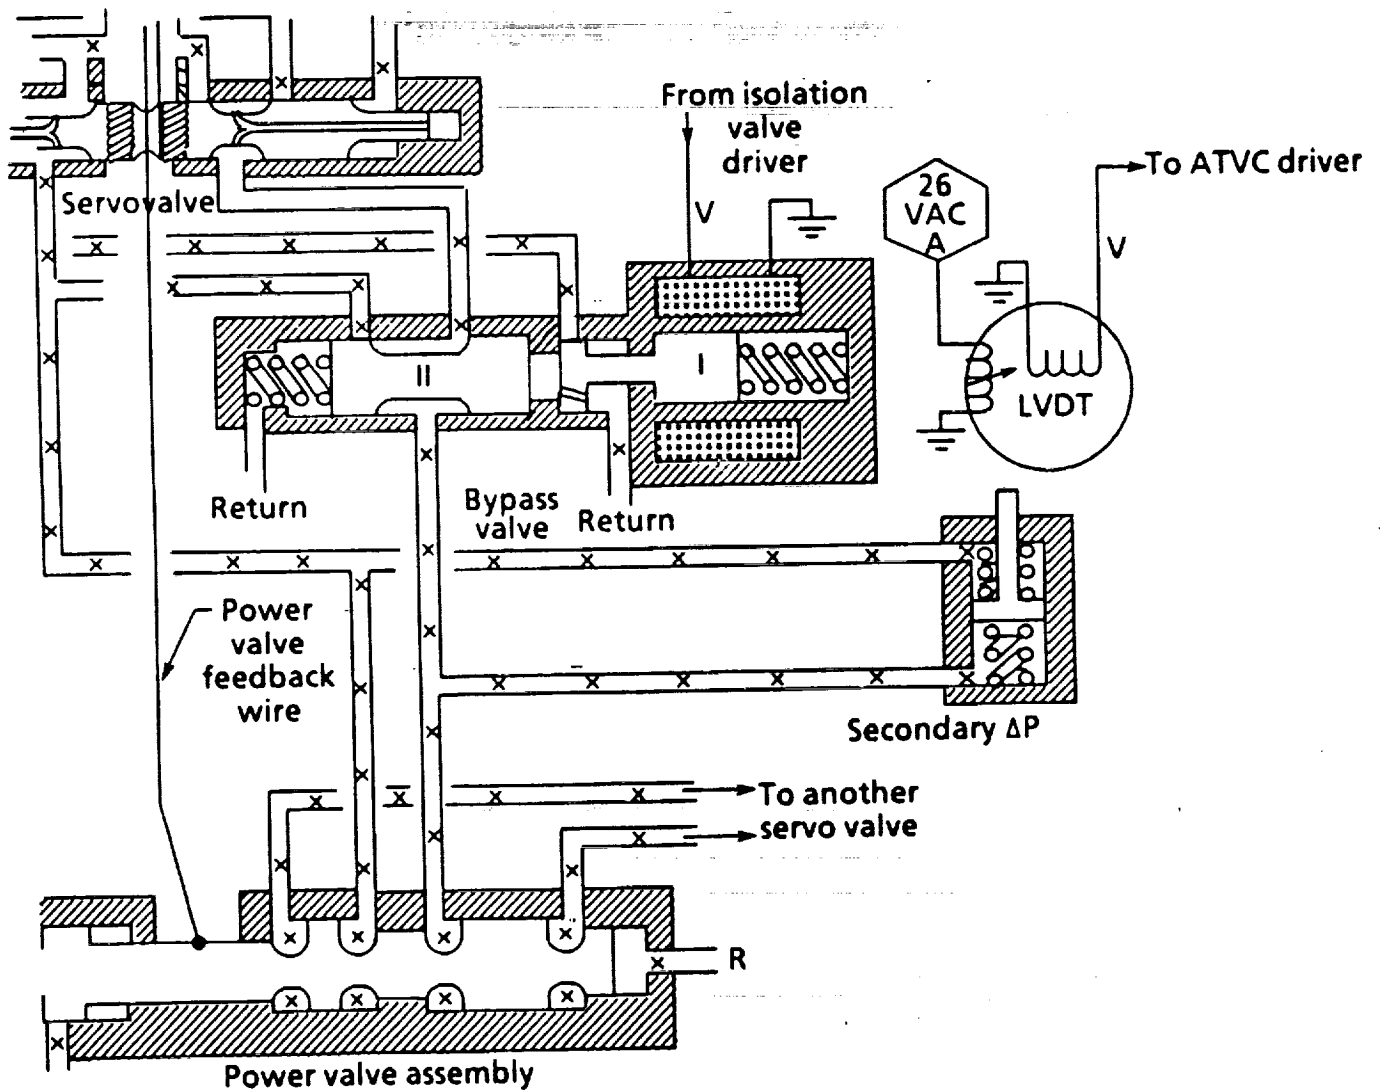 From isolation
valve
driver
26
VAC
A
To ATVC driver
Servovalve
V
V
II
I
LVDT
Return
Bypass
valve
Return
Power
valve
feedback
wire
Secondary ΔP
To another
servo valve
R
Power valve assembly